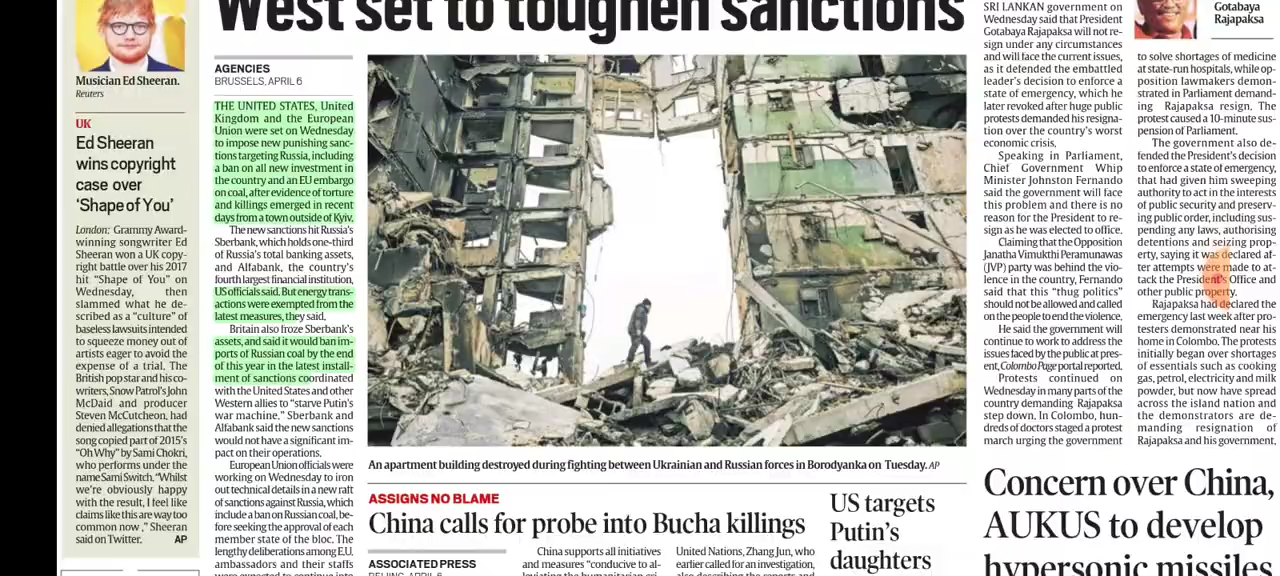 West set to toughen sanctions
Musician Ed Sheeran.
Reuters
UK
Ed Sheeran
wins copyright
case over
‘Shape of You’
London: Grammy Award-
winning songwriter Ed
Sheeran won a UK copy-
right battle over his 2017
hit “Shape of You” on
Wednesday, then
slammed what he de-
scribed as a “culture” of
baseless lawsuits intended
to squeeze money out of
artists eager to avoid the
expense of a trial. The
British pop star and his co-
writers, Snow Patrol’s John
McDaid and producer
Steven McCutcheon, had
denied allegations that the
song copied part of 2015’s
“Oh Why” by Sami Chokri,
who performs under the
name Sami Switch. “Whilst
we’re obviously happy
with the result, I feel like
claims like this are way too
common now ,” Sheeran
said on Twitter. AP
AGENCIES
BRUSSELS, APRIL 6
THE UNITED STATES, United
Kingdom and the European
Union were set on Wednesday
to impose new punishing sanc-
tions targeting Russia, including
a ban on all new investment in
the country and an EU embargo
on coal, after evidence of torture
and killings emerged in recent
days from a town outside of Kyiv.
The new sanctions hit Russia’s
Sberbank, which holds one-third
of Russia’s total banking assets,
and Alfabank, the country’s
fourth largest financial institution,
US officials said. But energy trans-
actions were exempted from the
latest measures, they said.
Britain also froze Sberbank’s
assets, and said it would ban im-
ports of Russian coal by the end
of this year in the latest install-
ment of sanctions coordinated
with the United States and other
Western allies to “starve Putin’s
war machine.” Sberbank and
Alfabank said the new sanctions
would not have a significant im-
pact on their operations.
European Union officials were
working on Wednesday to iron
out technical details in a new raft
of sanctions against Russia, which
include a ban on Russian coal, be-
fore seeking the approval of each
member state of the bloc. The
lengthy deliberations among E.U.
ambassadors and their staffs
were expected to continue into
An apartment building destroyed during fighting between Ukrainian and Russian forces in Borodyanka on Tuesday. AP
ASSIGNS NO BLAME
China calls for probe into Bucha killings
ASSOCIATED PRESS
BEIJING, APRIL 6
China supports all initiatives
and measures “conducive to al-
leviating the humanitarian cri-
United Nations, Zhang Jun, who
earlier called for an investigation,
also describing the reports and
US targets
Putin’s
daughters
SRI LANKAN government on
Wednesday said that President
Gotabaya Rajapaksa will not re-
sign under any circumstances
and will face the current issues,
as it defended the embattled
leader’s decision to enforce a
state of emergency, which he
later revoked after huge public
protests demanded his resigna-
tion over the country’s worst
economic crisis.
Speaking in Parliament,
Chief Government Whip
Minister Johnston Fernando
said the government will face
this problem and there is no
reason for the President to re-
sign as he was elected to office.
Claiming that the Opposition
Janatha Vimukthi Peramunawas
(JVP) party was behind the vio-
lence in the country, Fernando
said that this “thug politics”
should not be allowed and called
on the people to end the violence.
He said the government will
continue to work to address the
issues faced by the public at pres-
ent, Colombo Page portal reported.
Protests continued on
Wednesday in many parts of the
country demanding Rajapaksa
step down. In Colombo, hun-
dreds of doctors staged a protest
march urging the government
Gotabaya
Rajapaksa
to solve shortages of medicine
at state-run hospitals, while op-
position lawmakers demon-
strated in Parliament demand-
ing Rajapaksa resign. The
protest caused a 10-minute sus-
pension of Parliament.
The government also de-
fended the President’s decision
to enforce a state of emergency,
that had given him sweeping
authority to act in the interests
of public security and preserv-
ing public order, including sus-
pending any laws, authorising
detentions and seizing prop-
erty, saying it was declared af-
ter attempts were made to at-
tack the President’s Office and
other public property.
Rajapaksa had declared the
emergency last week after pro-
testers demonstrated near his
home in Colombo. The protests
initially began over shortages
of essentials such as cooking
gas, petrol, electricity and milk
powder, but now have spread
across the island nation and
the demonstrators are de-
manding resignation of
Rajapaksa and his government,
Concern over China,
AUKUS to develop
hypersonic missiles